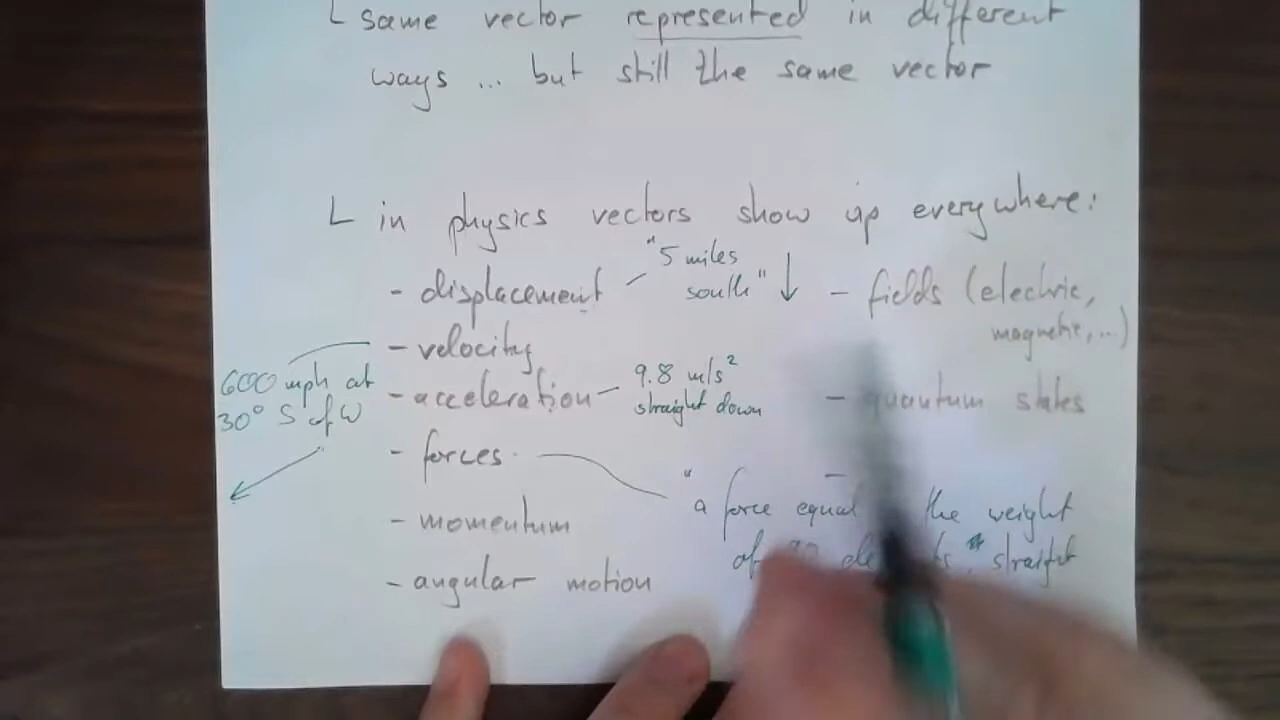 └ same vector represented in different
ways ... but still the same vector
└ in physics vectors show up everywhere:
- displacement – "5 miles
south" ↓
- velocity
600 mph at
30° S of W
- acceleration – 9.8 m/s²
straight down
- forces
"a force equal the weight
of straight
- momentum
- angular motion
- fields (electric,
magnetic,...)
- quantum states
-